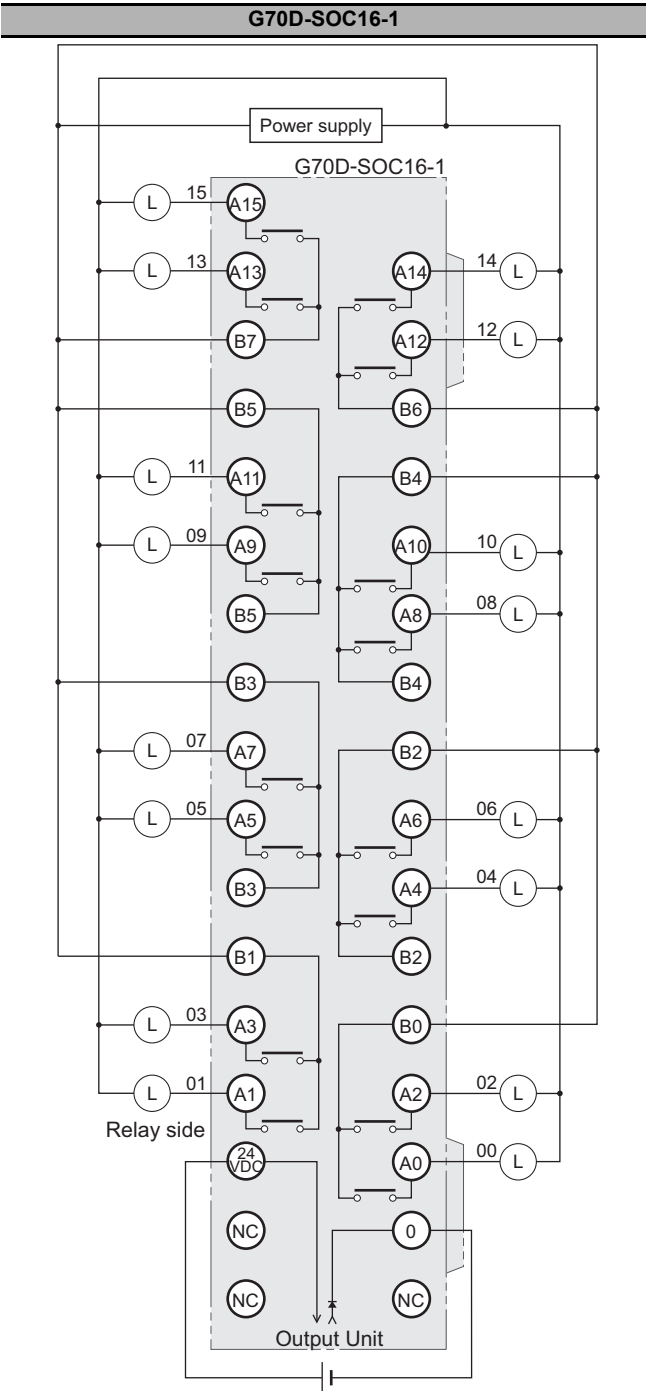 G70D-SOC16-1
Power supply
G70D-SOC16-1
L 15 A15
L 13 A13 A14 14 L
B7 A12 12 L
B5 B6
L 11 A11 B4
L 09 A9 A10 10 L
B5 A8 08 L
B3 B4
L 07 A7 B2
L 05 A5 A6 06 L
B3 A4 04 L
B1 B2
L 03 A3 B0
L 01 A1 A2 02 L
Relay side
24 VDC A0 00 L
NC 0
NC NC
Output Unit